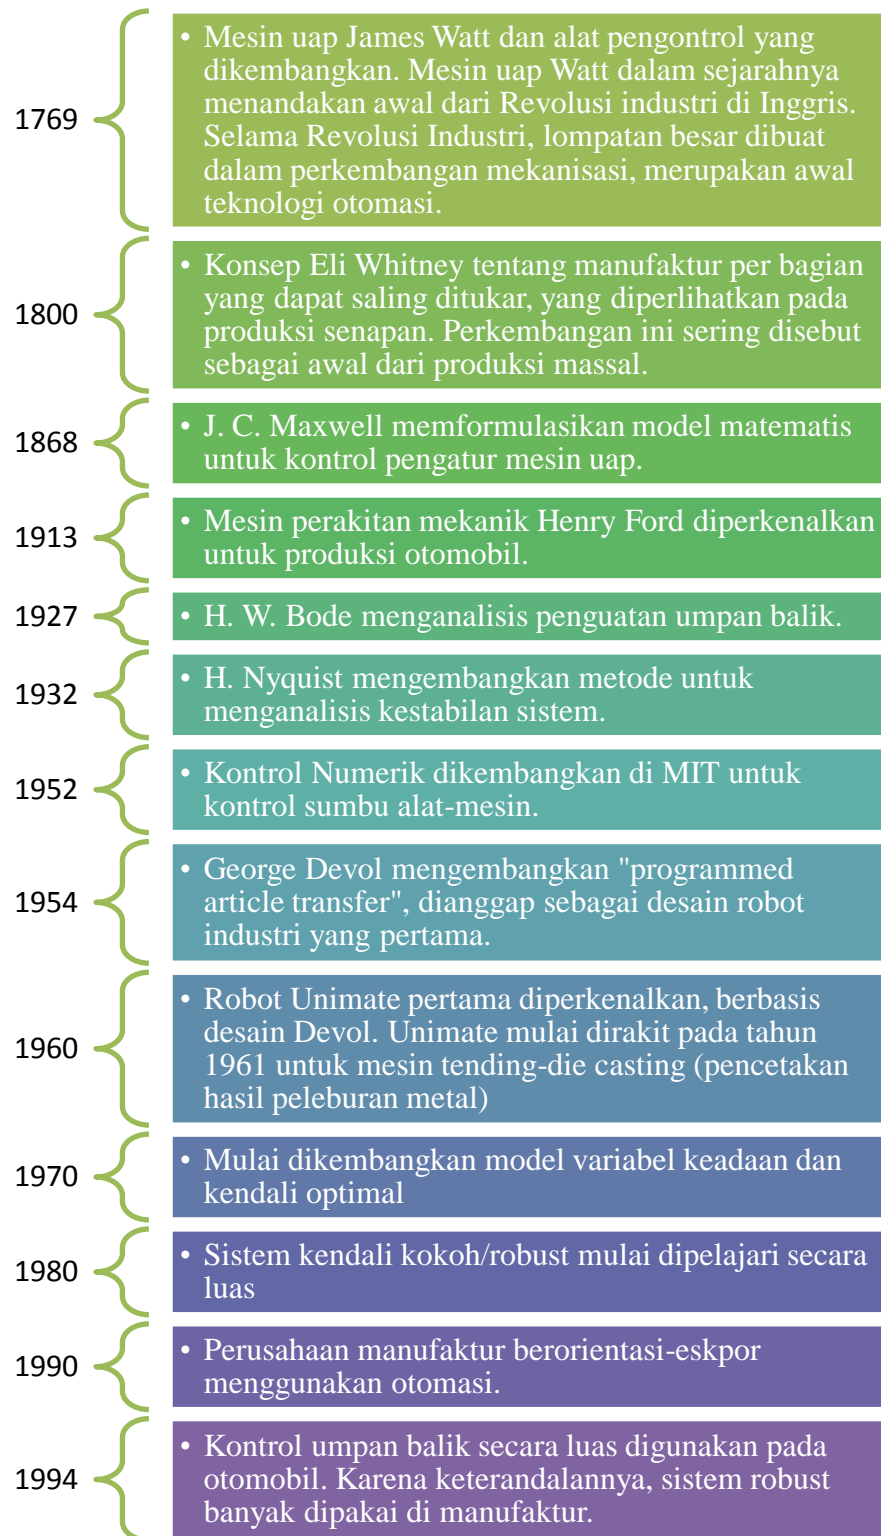 1769
• Mesin uap James Watt dan alat pengontrol yang
dikembangkan. Mesin uap Watt dalam sejarahnya
menandakan awal dari Revolusi industri di Inggris.
Selama Revolusi Industri, lompatan besar dibuat
dalam perkembangan mekanisasi, merupakan awal
teknologi otomasi.
1800
• Konsep Eli Whitney tentang manufaktur per bagian
yang dapat saling ditukar, yang diperlihatkan pada
produksi senapan. Perkembangan ini sering disebut
sebagai awal dari produksi massal.
1868
• J. C. Maxwell memformulasikan model matematis
untuk kontrol pengatur mesin uap.
1913
• Mesin perakitan mekanik Henry Ford diperkenalkan
untuk produksi otomobil.
1927
• H. W. Bode menganalisis penguatan umpan balik.
1932
• H. Nyquist mengembangkan metode untuk
menganalisis kestabilan sistem.
1952
• Kontrol Numerik dikembangkan di MIT untuk
kontrol sumbu alat-mesin.
1954
• George Devol mengembangkan "programmed
article transfer", dianggap sebagai desain robot
industri yang pertama.
1960
• Robot Unimate pertama diperkenalkan, berbasis
desain Devol. Unimate mulai dirakit pada tahun
1961 untuk mesin tending-die casting (pencetakan
hasil peleburan metal)
1970
• Mulai dikembangkan model variabel keadaan dan
kendali optimal
1980
• Sistem kendali kokoh/robust mulai dipelajari secara
luas
1990
• Perusahaan manufaktur berorientasi-eskpor
menggunakan otomasi.
1994
• Kontrol umpan balik secara luas digunakan pada
otomobil. Karena keterandalannya, sistem robust
banyak dipakai di manufaktur.